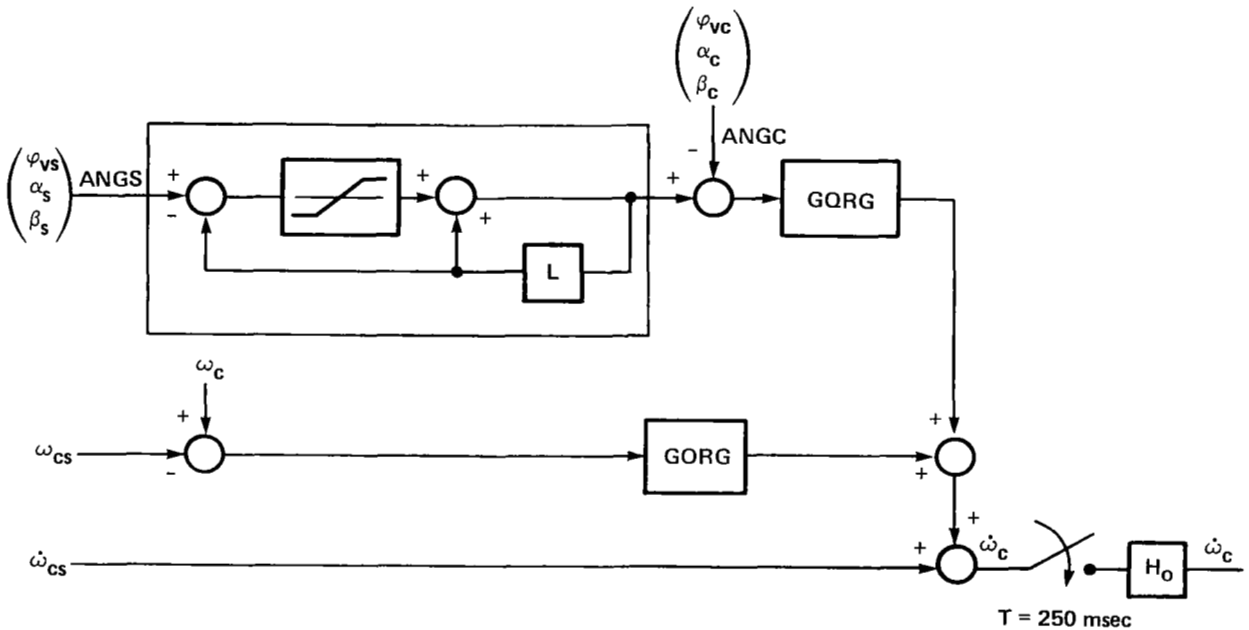 φvc
αc
βc
ANGC
φvs
αs
βs
ANGS
+
-
+
+
+
-
L
GQRG
ωc
+
ωcs
-
GORG
+
+
+
ω̇cs
+
ω̇c
Ho
ω̇c
T = 250 msec